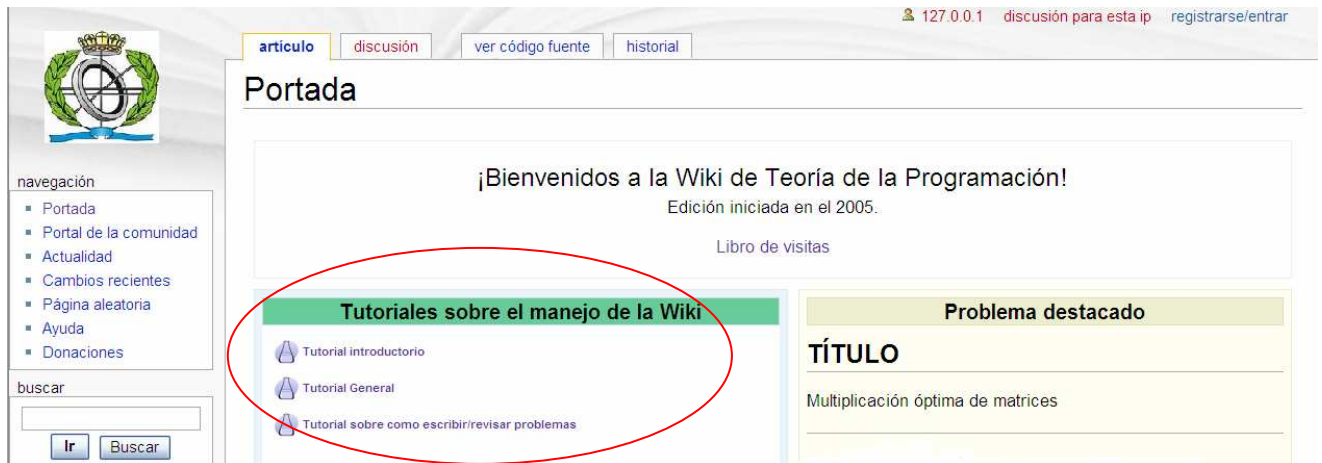 127.0.0.1 discusión para esta ip registrarse/entrar
artículo discusión ver código fuente historial
Portada
¡Bienvenidos a la Wiki de Teoría de la Programación!
Edición iniciada en el 2005.
Libro de visitas
navegación
Portada
Portal de la comunidad
Actualidad
Cambios recientes
Página aleatoria
Ayuda
Donaciones
buscar
Ir Buscar
Tutoriales sobre el manejo de la Wiki
Tutorial introductorio
Tutorial General
Tutorial sobre como escribir/revisar problemas
Problema destacado
TÍTULO
Multiplicación óptima de matrices